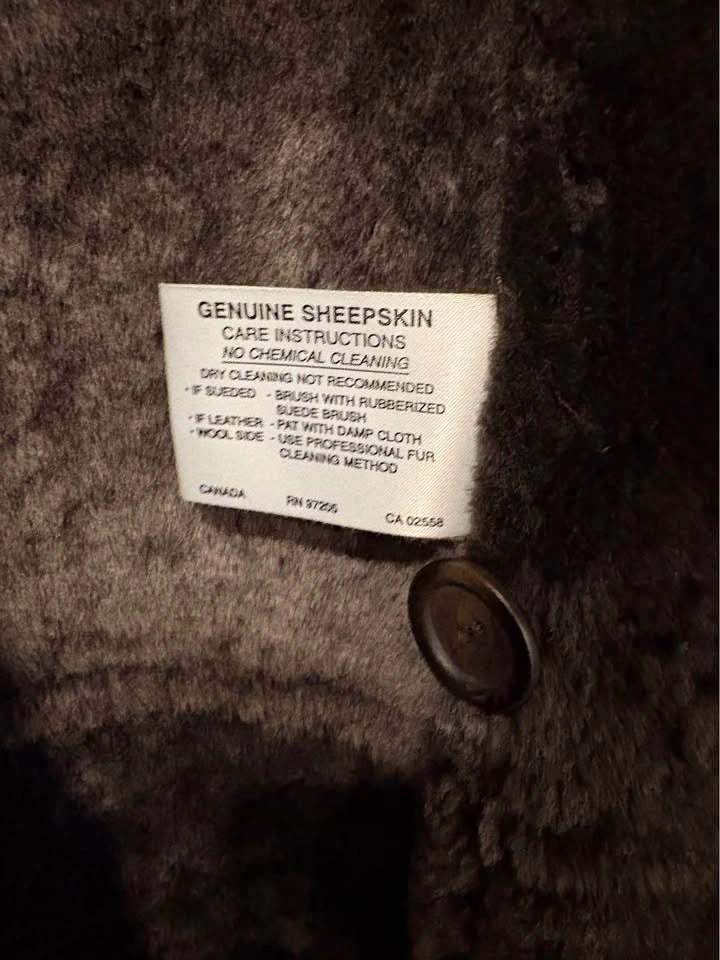 GENUINE SHEEPSKIN
CARE INSTRUCTIONS
NO CHEMICAL CLEANING
DRY CLEANING NOT RECOMMENDED
- IF SUEDED - BRUSH WITH RUBBERIZED
SUEDE BRUSH
- IF LEATHER - PAT WITH DAMP CLOTH
- WOOL SIDE - USE PROFESSIONAL FUR
CLEANING METHOD
CANADA RN 97206 CA 02558